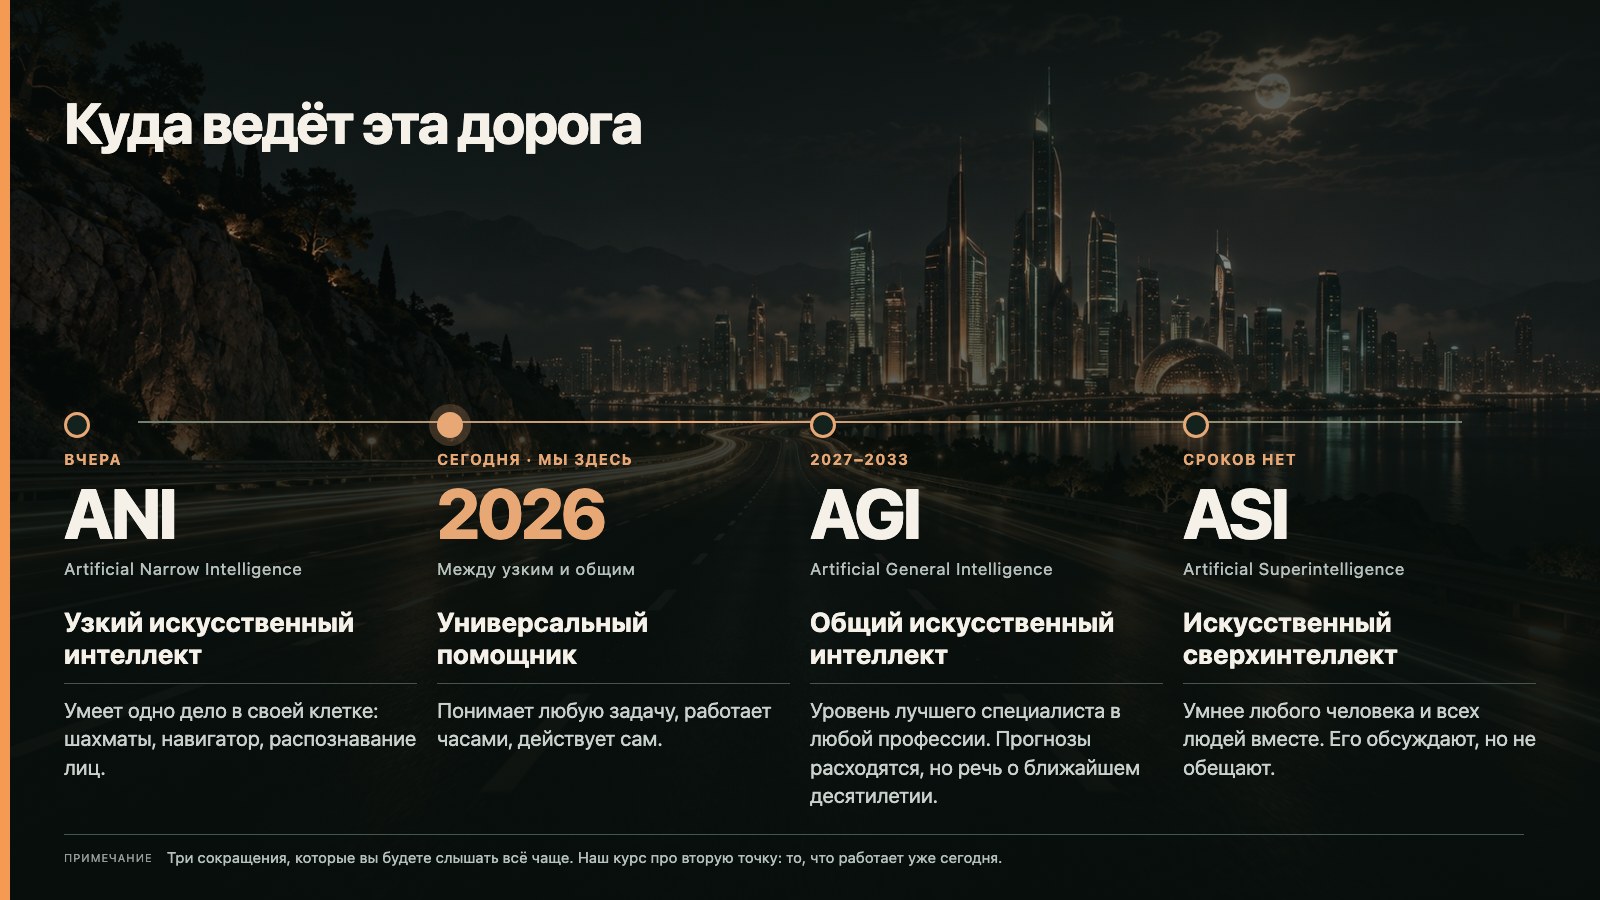 Куда ведёт эта дорога
ВЧЕРА
ANI
Artificial Narrow Intelligence
Узкий искусственный
интеллект
Умеет одно дело в своей клетке:
шахматы, навигатор, распознавание
лиц.
СЕГОДНЯ · МЫ ЗДЕСЬ
2026
Между узким и общим
Универсальный
помощник
Понимает любую задачу, работает
часами, действует сам.
2027–2033
AGI
Artificial General Intelligence
Общий искусственный
интеллект
Уровень лучшего специалиста в
любой профессии. Прогнозы
расходятся, но речь о ближайшем
десятилетии.
СРОКОВ НЕТ
ASI
Artificial Superintelligence
Искусственный
сверхинтеллект
Умнее любого человека и всех
людей вместе. Его обсуждают, но не
обещают.
ПРИМЕЧАНИЕ Три сокращения, которые вы будете слышать всё чаще. Наш курс про вторую точку: то, что работает уже сегодня.